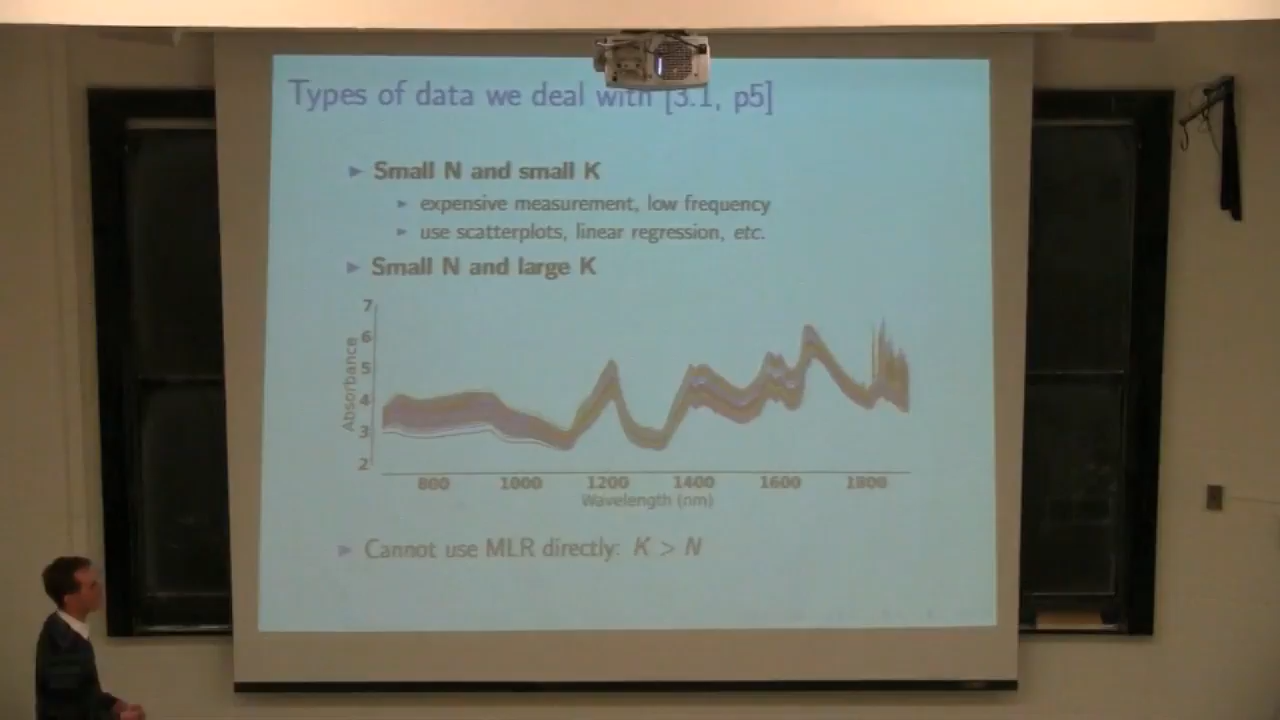 Types of data we deal with [3.1, p5]
Small N and small K
expensive measurement, low frequency
use scatterplots, linear regression, etc.
Small N and large K
7
6
5
4
3
2
Absorbance
800 1000 1200 1400 1600 1800
Wavelength (nm)
Cannot use MLR directly: K > N